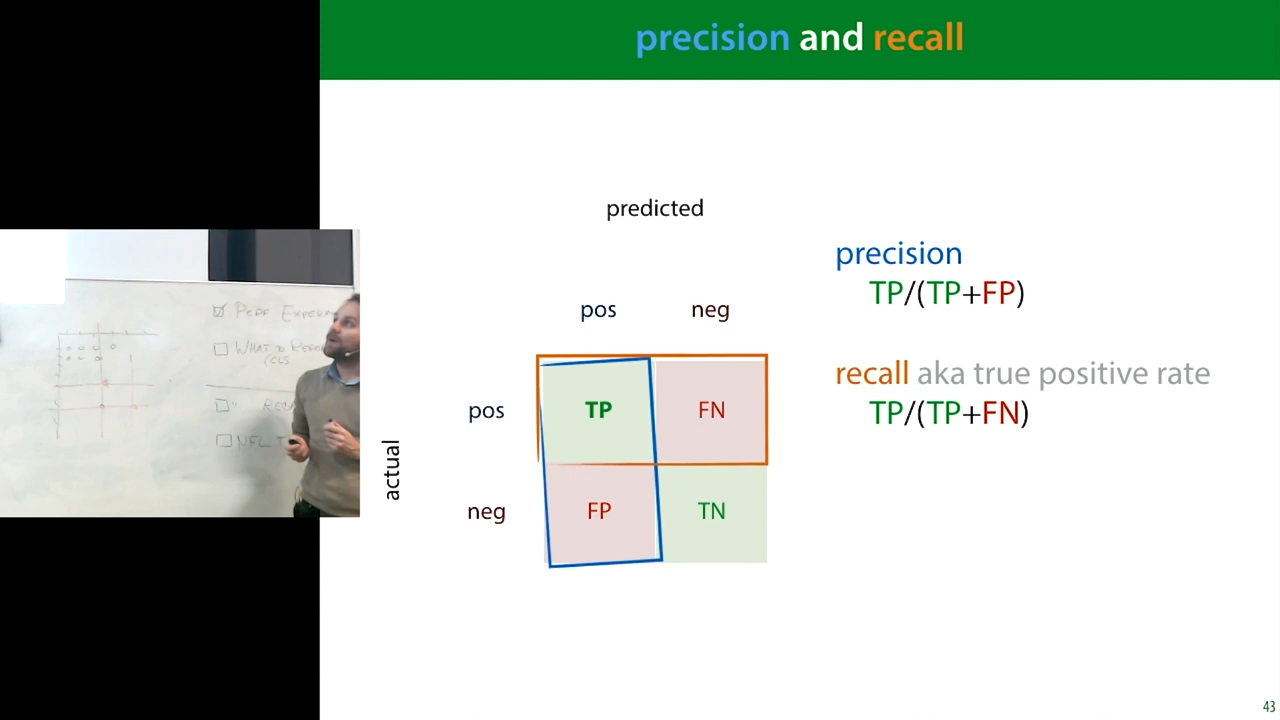 precision and recall
predicted
pos
neg
pos
TP
FN
neg
FP
TN
actual
precision
TP/(TP+FP)
recall aka true positive rate
TP/(TP+FN)
43
WHAT